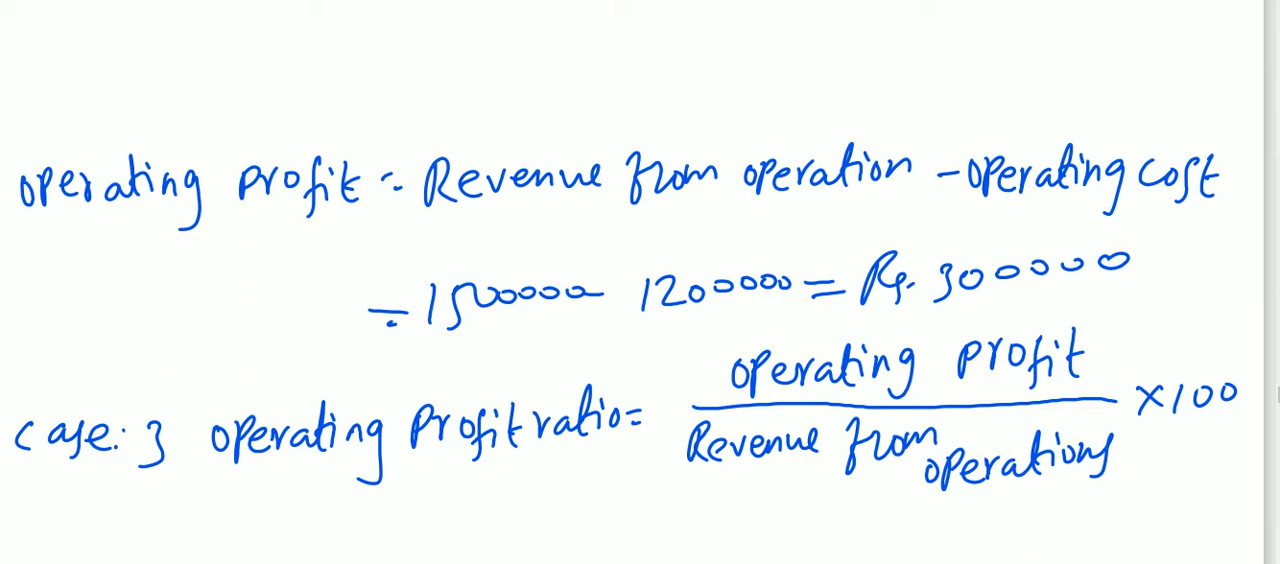 operating profit = Revenue from operation - operating cost
= 1500000 - 1200000 = Rs. 300000
case: 3 operating Profit ratio = operating profit / Revenue from operations × 100